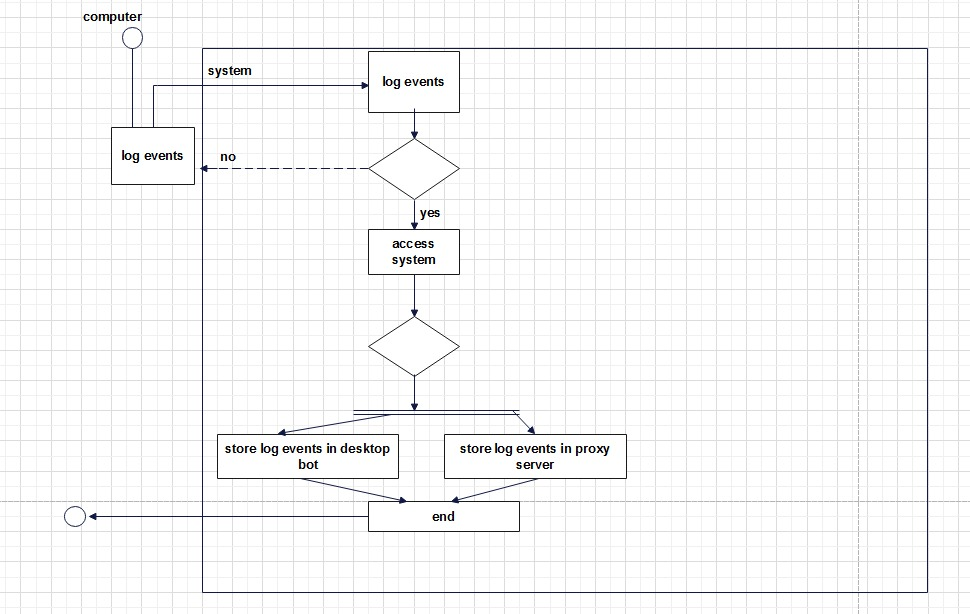 computer
system
log events
log events
no
yes
access
system
store log events in desktop
bot
store log events in proxy
server
end